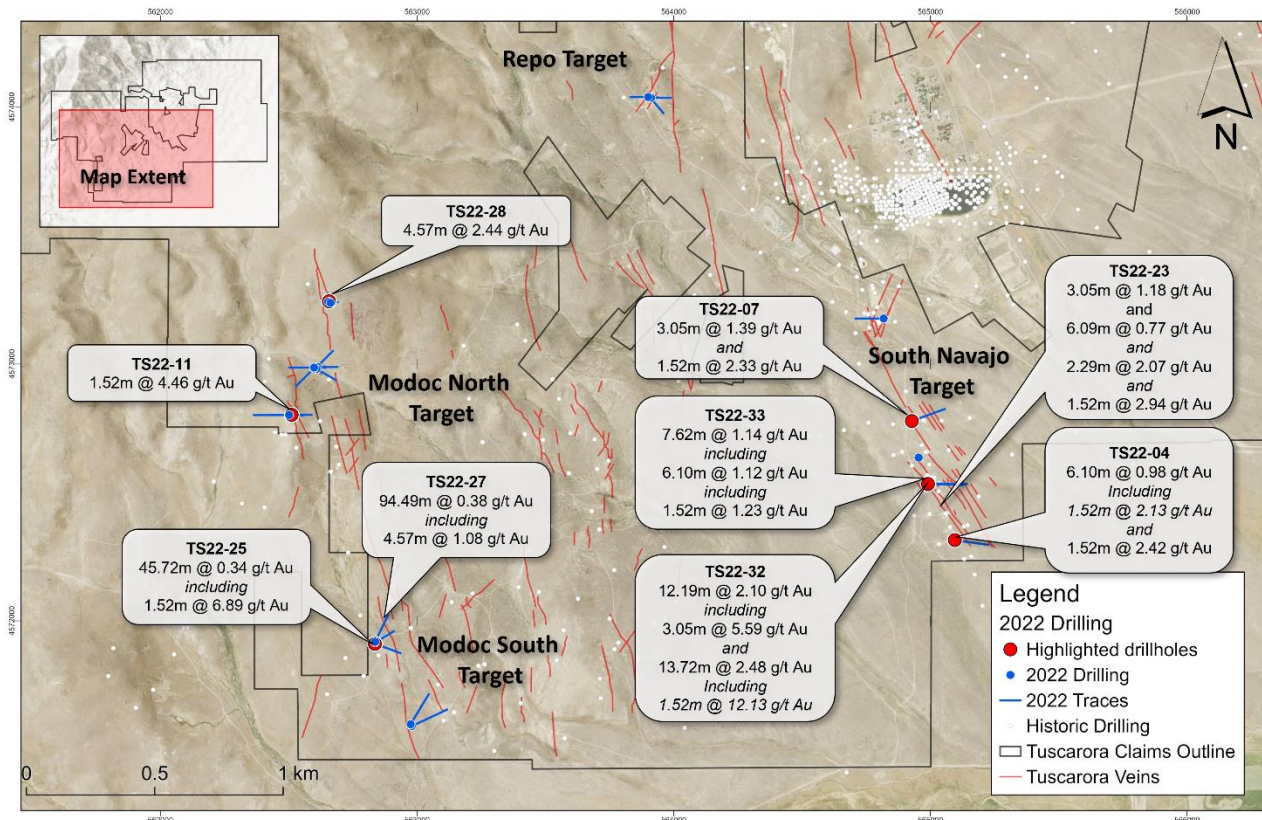 562000
563000
564000
565000
566000
4574000
4573000
4572000
Map Extent
Repo Target
N
TS22-28
4.57m @ 2.44 g/t Au
TS22-11
1.52m @ 4.46 g/t Au
Modoc North
Target
TS22-07
3.05m @ 1.39 g/t Au
and
1.52m @ 2.33 g/t Au
South Navajo
Target
TS22-23
3.05m @ 1.18 g/t Au
and
6.09m @ 0.77 g/t Au
and
2.29m @ 2.07 g/t Au
and
1.52m @ 2.94 g/t Au
TS22-33
7.62m @ 1.14 g/t Au
including
6.10m @ 1.12 g/t Au
including
1.52m @ 1.23 g/t Au
TS22-04
6.10m @ 0.98 g/t Au
Including
1.52m @ 2.13 g/t Au
and
1.52m @ 2.42 g/t Au
TS22-27
94.49m @ 0.38 g/t Au
including
4.57m @ 1.08 g/t Au
TS22-25
45.72m @ 0.34 g/t Au
including
1.52m @ 6.89 g/t Au
Modoc South
Target
TS22-32
12.19m @ 2.10 g/t Au
including
3.05m @ 5.59 g/t Au
and
13.72m @ 2.48 g/t Au
Including
1.52m @ 12.13 g/t Au
Legend
2022 Drilling
Highlighted drillholes
2022 Drilling
2022 Traces
Historic Drilling
Tuscarora Claims Outline
Tuscarora Veins
0 0.5 1 km
562000
563000
564000
565000
566000